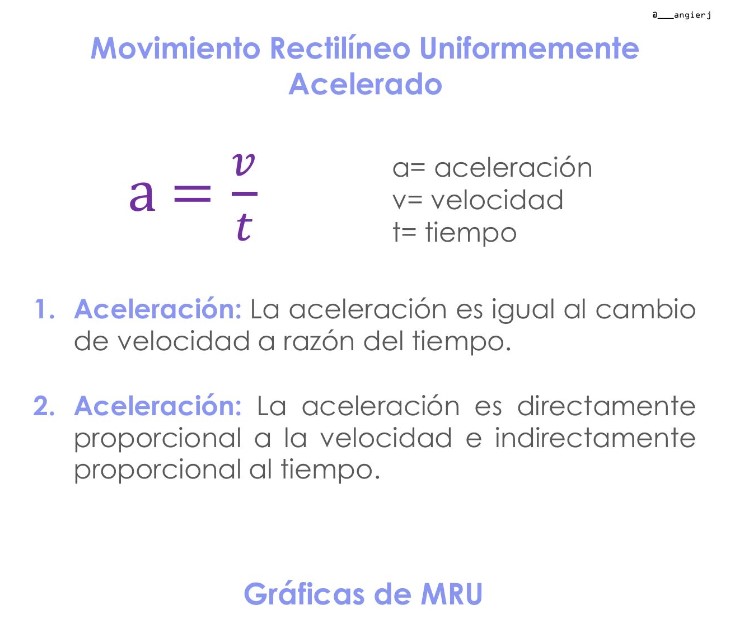 @___angierj
Movimiento Rectilíneo Uniformemente
Acelerado
a = v/t
a= aceleración
v= velocidad
t= tiempo
1. Aceleración: La aceleración es igual al cambio
de velocidad a razón del tiempo.
2. Aceleración: La aceleración es directamente
proporcional a la velocidad e indirectamente
proporcional al tiempo.
Gráficas de MRU